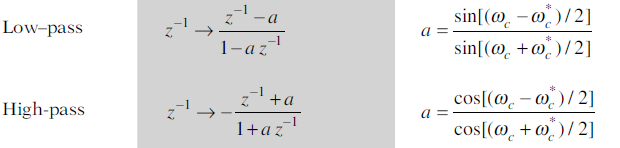 Low–pass z⁻¹ → (z⁻¹ – a) / (1 – a z⁻¹) a = sin[(ω_c – ω_c^*) / 2] / sin[(ω_c + ω_c^*) / 2]
High-pass z⁻¹ → – (z⁻¹ + a) / (1 + a z⁻¹) a = cos[(ω_c – ω_c^*) / 2] / cos[(ω_c + ω_c^*) / 2]